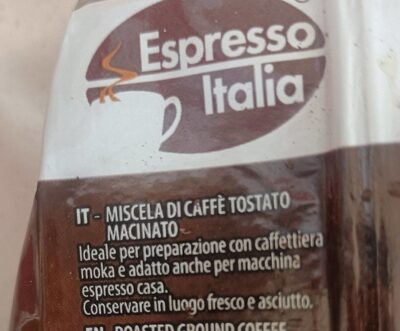 Espresso
Italia
IT - MISCELA DI CAFFÈ TOSTATO
MACINATO
Ideale per preparazione con caffettiera
moka e adatto anche per macchina
espresso casa.
Conservare in luogo fresco e asciutto.
EN - ROASTED GROUND COFFEE